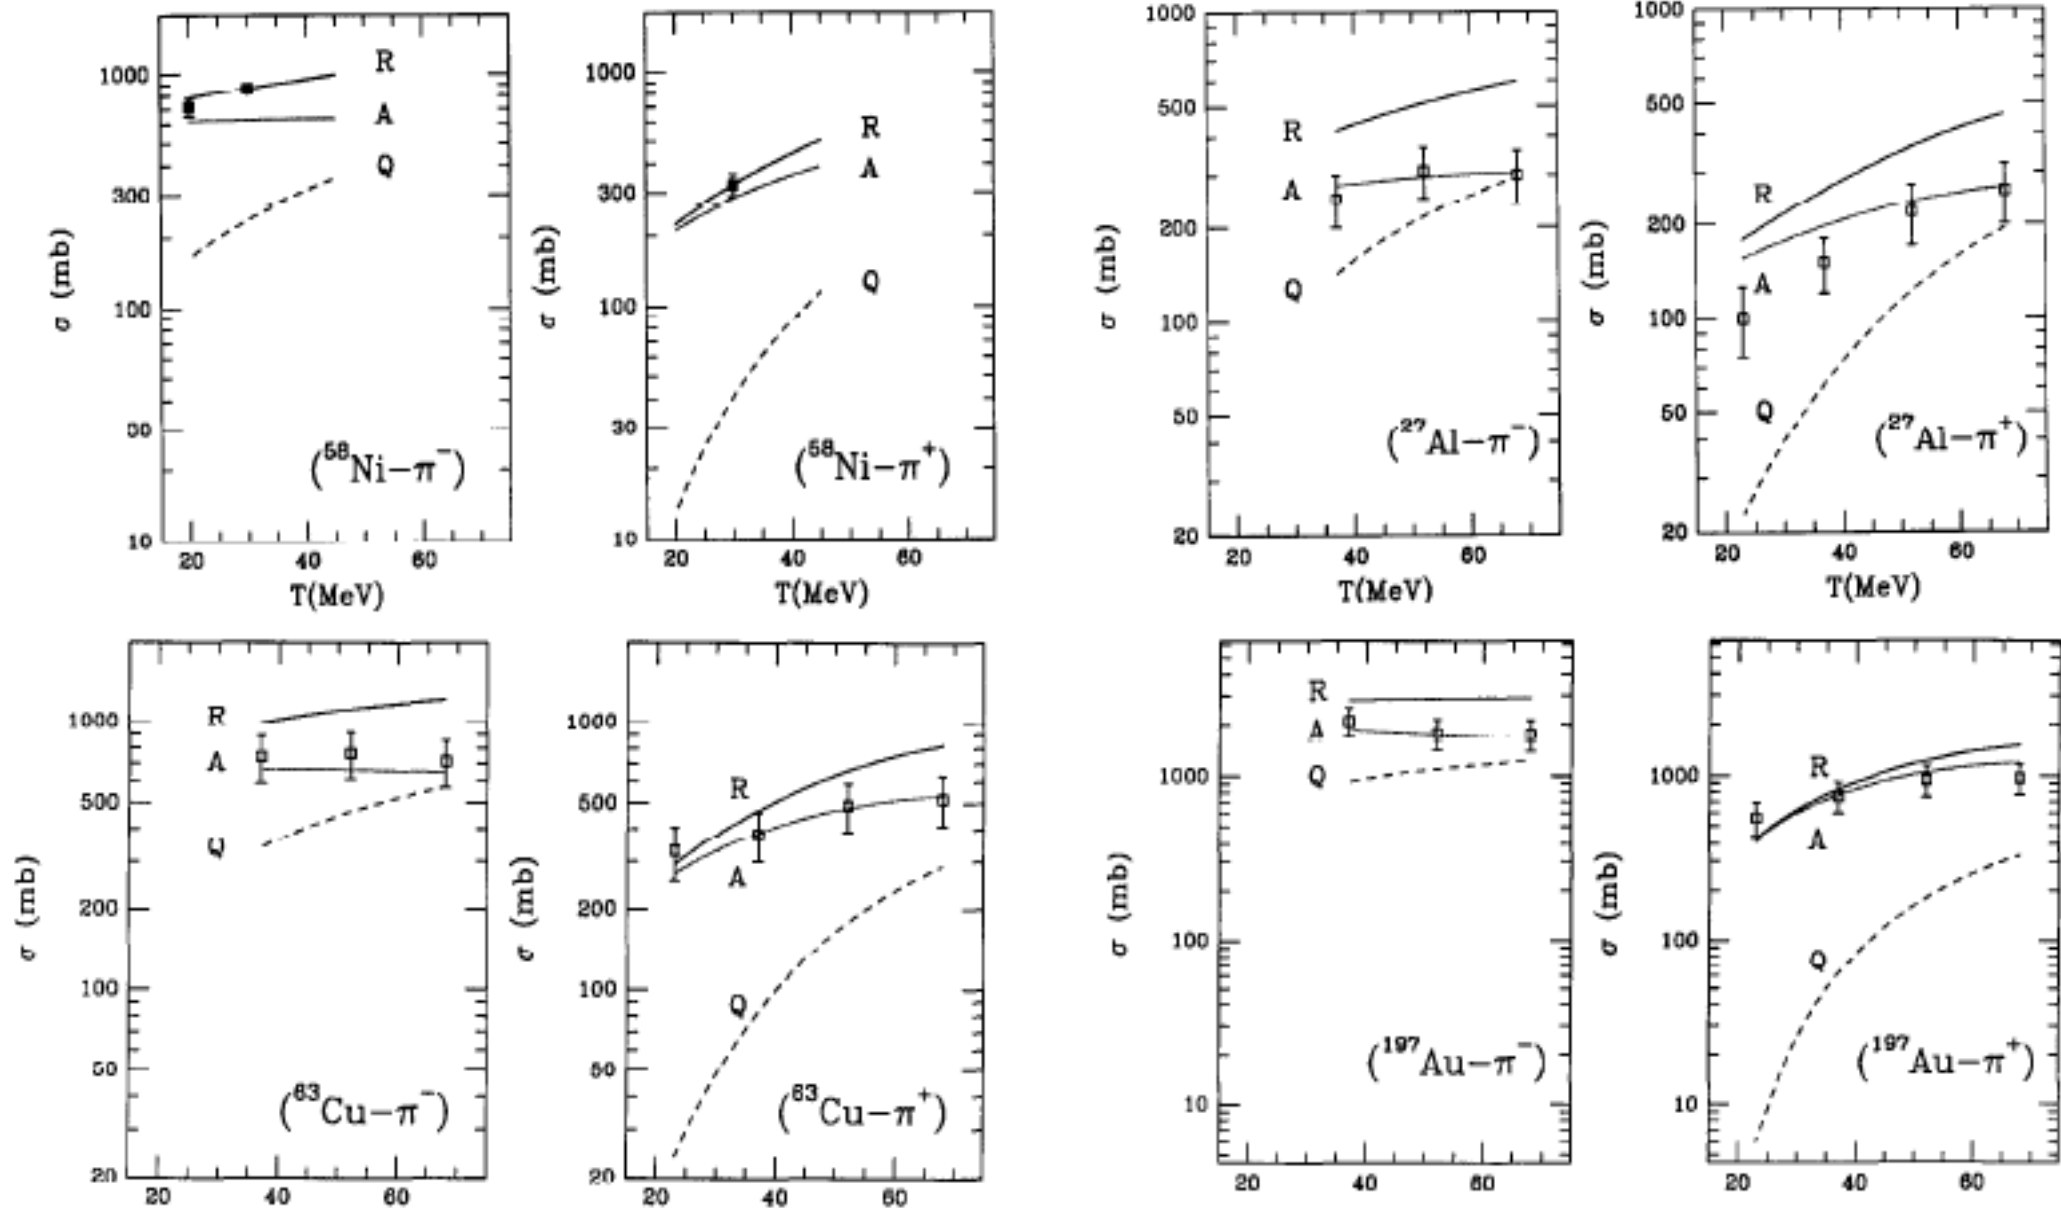 1000
300
100
30
10
σ (mb)
R
A
Q
(⁵⁸Ni−π⁻)
20 40 60
T(MeV)
1000
300
100
30
10
σ (mb)
R
A
Q
(⁵⁸Ni−π⁺)
20 40 60
T(MeV)
1000
500
200
100
50
20
σ (mb)
R
A
Q
(²⁷Al−π⁻)
20 40 60
T(MeV)
1000
500
200
100
50
20
σ (mb)
R
A
Q
(²⁷Al−π⁺)
20 40 60
T(MeV)
1000
500
200
100
50
20
σ (mb)
R
A
Q
(⁶³Cu−π⁻)
20 40 60
1000
500
200
100
50
20
σ (mb)
R
A
Q
(⁶³Cu−π⁺)
20 40 60
1000
100
10
σ (mb)
R
A
Q
(¹⁹⁷Au−π⁻)
20 40 60
1000
100
10
σ (mb)
R
A
Q
(¹⁹⁷Au−π⁺)
20 40 60